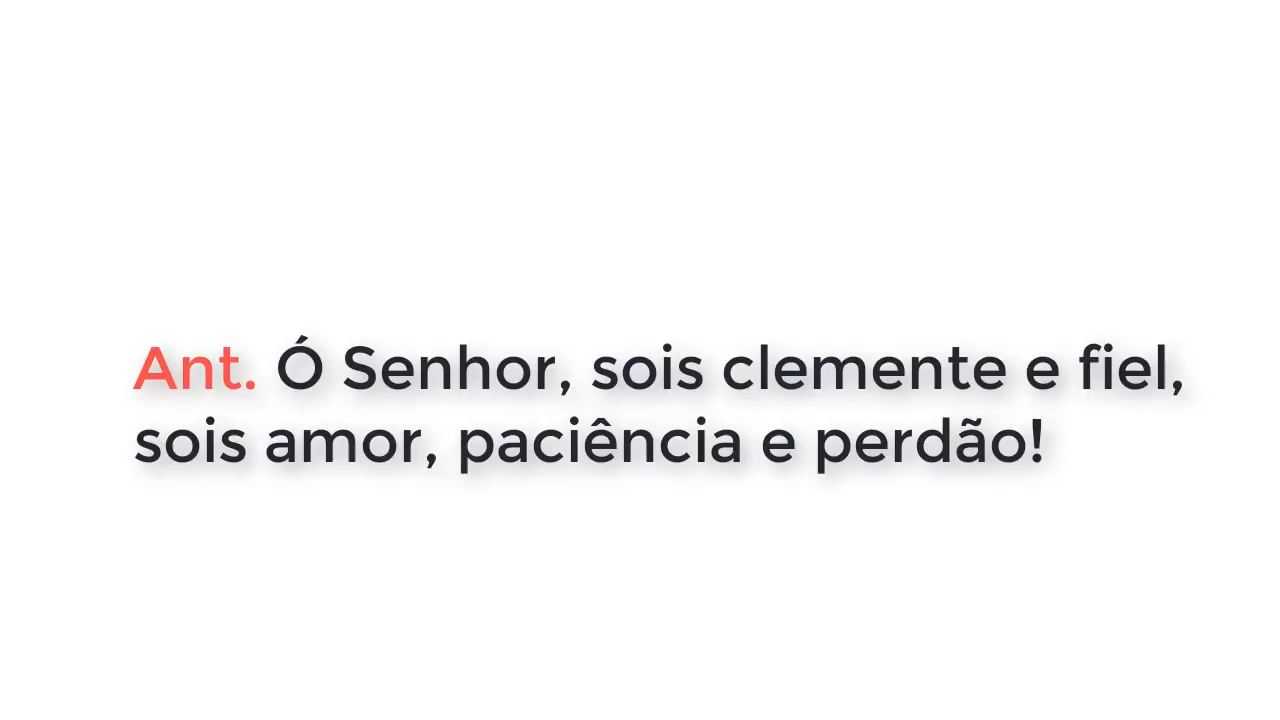 Ant. Ó Senhor, sois clemente e fiel,
sois amor, paciência e perdão!